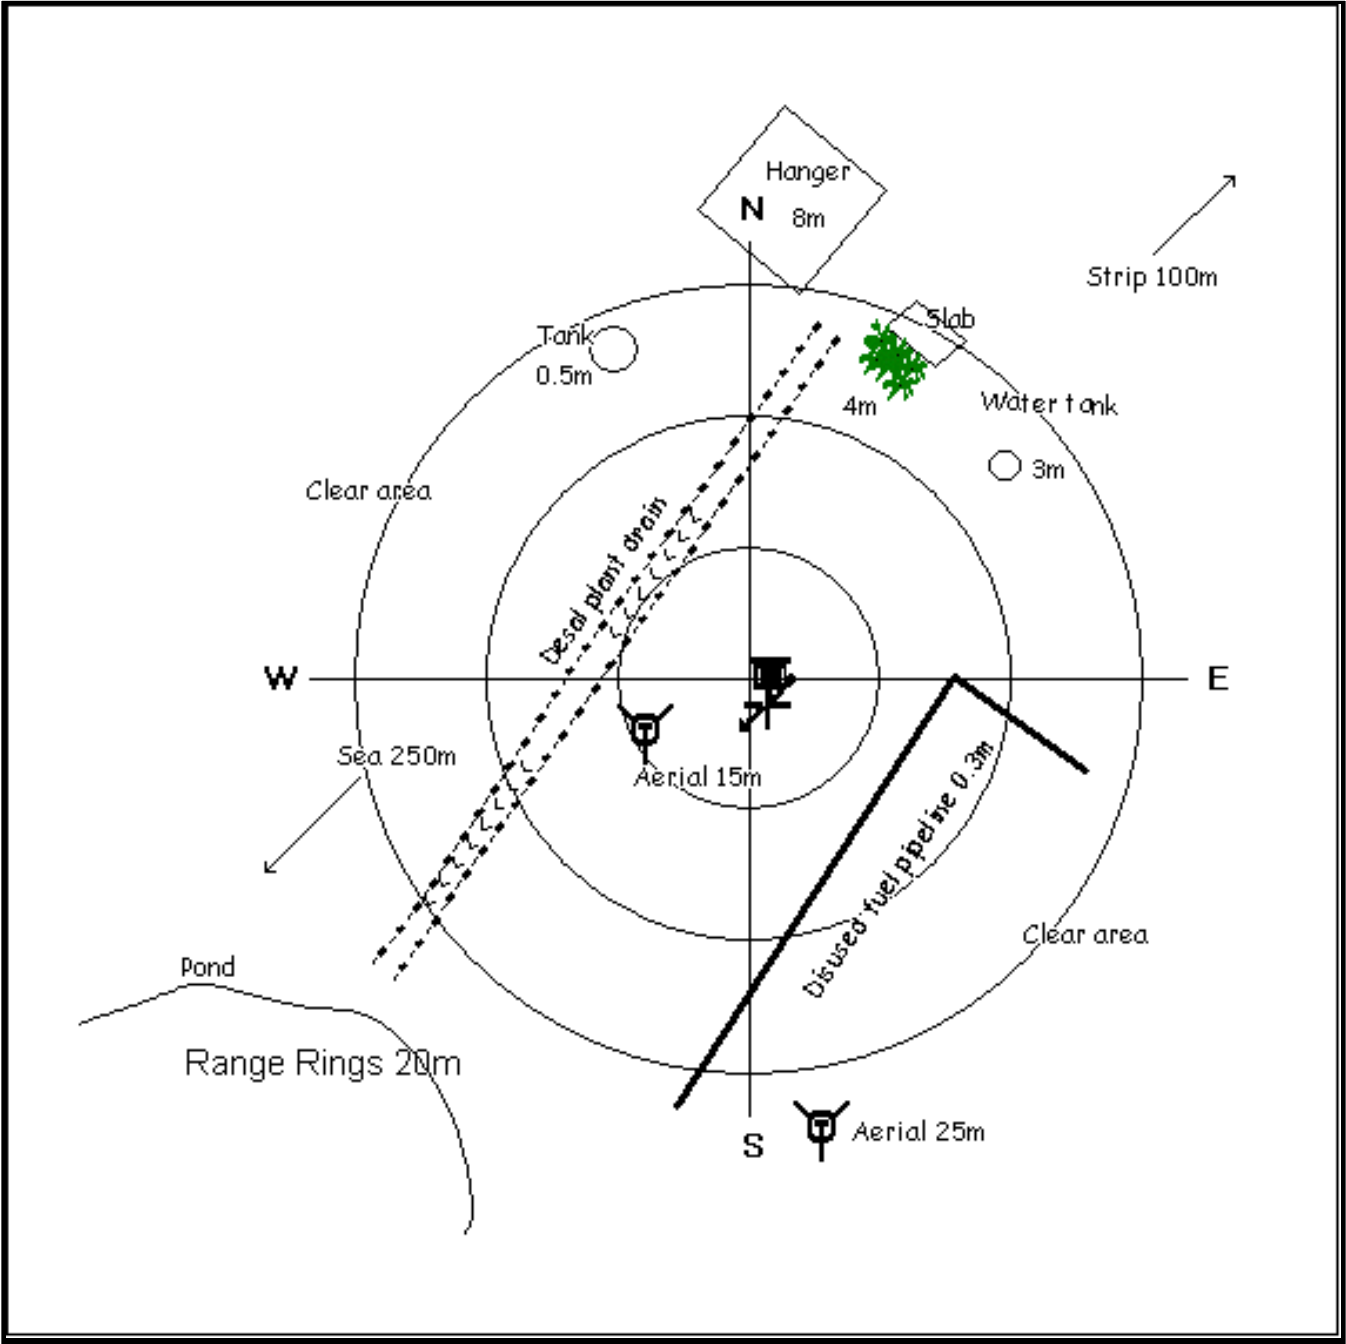 Hanger
N
8m
Strip 100m
Slab
Tank
0.5m
4m
Water tank
3m
Clear area
Desal plant drain
W
E
Sea 250m
Aerial 15m
Disused fuel pipeline 0.3m
Clear area
Pond
Range Rings 20m
S
Aerial 25m